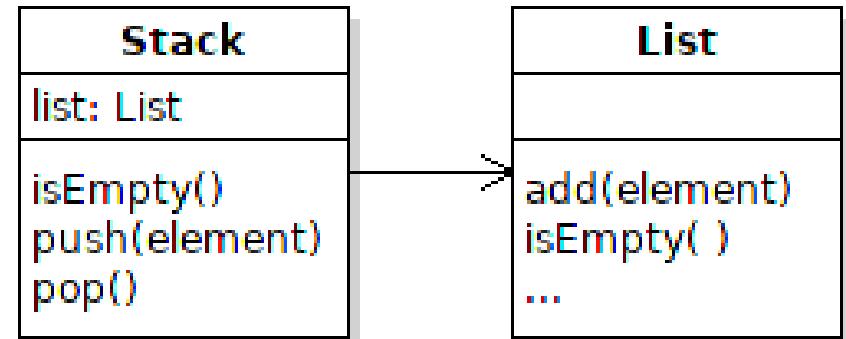 Stack
list: List
isEmpty()
push(element)
pop()
List
add(element)
isEmpty( )
...